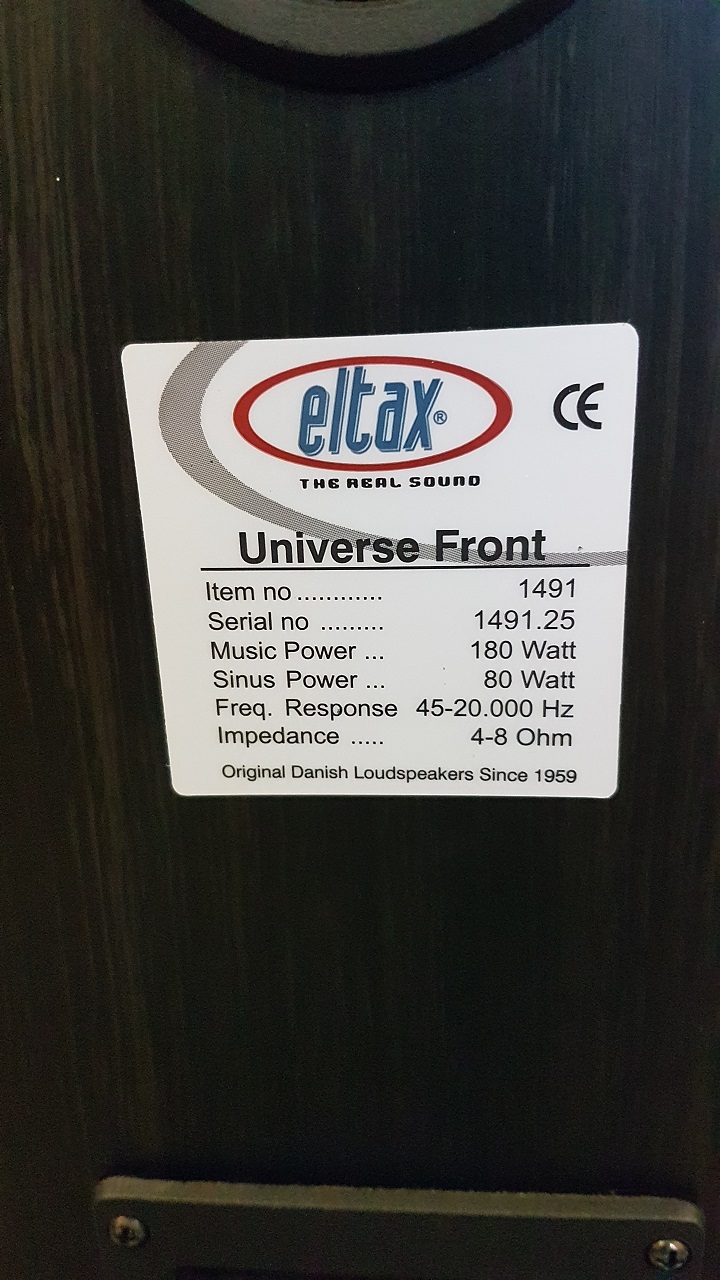 eltax®
CE
THE REAL SOUND
Universe Front
Item no ............ 1491
Serial no ......... 1491.25
Music Power ... 180 Watt
Sinus Power ... 80 Watt
Freq. Response 45-20.000 Hz
Impedance ..... 4-8 Ohm
Original Danish Loudspeakers Since 1959